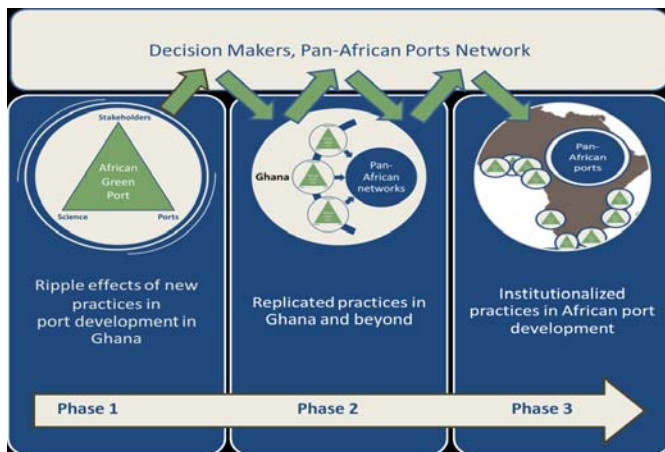 Decision Makers, Pan-African Ports Network
Stakeholders
African
Green
Port
Science
Ports
Ripple effects of new
practices in
port development in
Ghana
Ghana
Pan-
African
networks
Replicated practices in
Ghana and beyond
Pan-
African
ports
Institutionalized
practices in African port
development
Phase 1
Phase 2
Phase 3